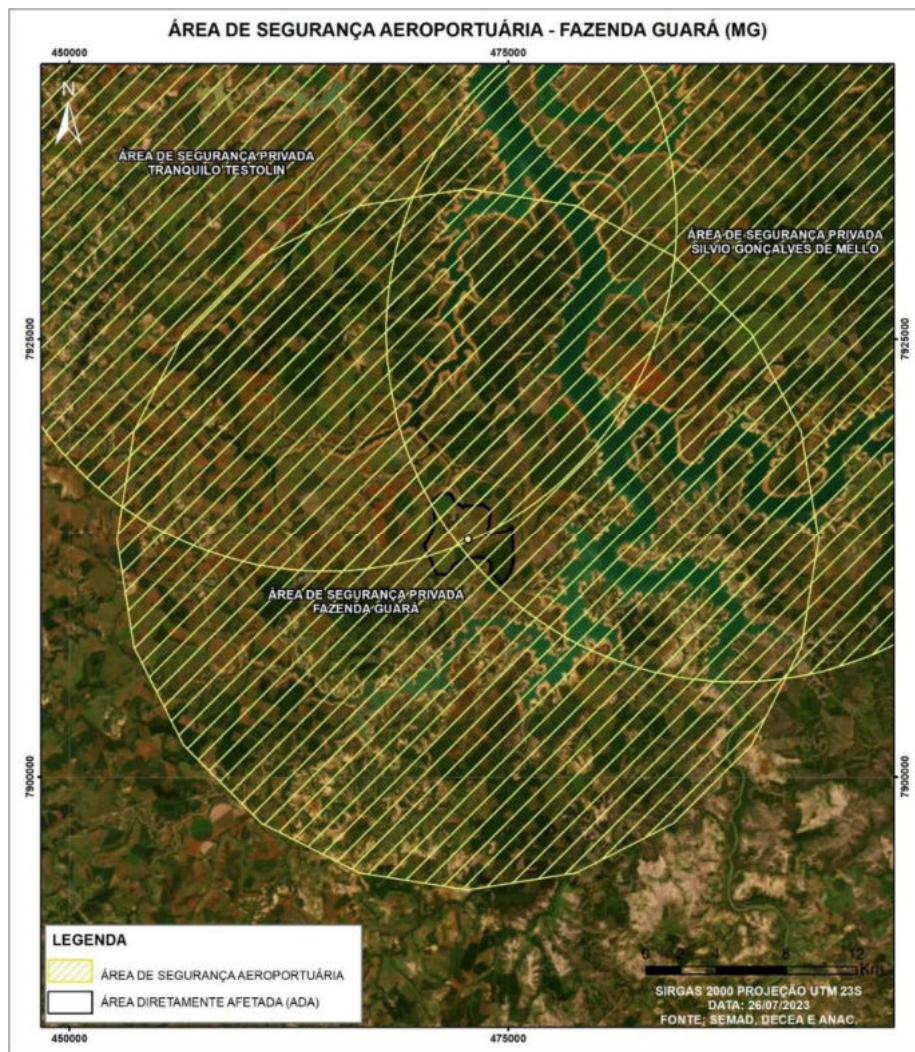 ÁREA DE SEGURANÇA AEROPORTUÁRIA - FAZENDA GUARÁ (MG)
450000
475000
N
ÁREA DE SEGURANÇA PRIVADA
TRANQUILO TESTOLIN
ÁREA DE SEGURANÇA PRIVADA
SILVIO GONÇALVES DE MELLO
7925000
7925000
ÁREA DE SEGURANÇA PRIVADA
FAZENDA GUARÁ
7900000
7900000
LEGENDA
ÁREA DE SEGURANÇA AEROPORTUÁRIA
ÁREA DIRETAMENTE AFETADA (ADA)
0 2 4 8 12
Km
SIRGAS 2000 PROJEÇÃO UTM 23S
DATA: 26/07/2023
FONTE; SEMAD, DECEA E ANAC.
450000
475000